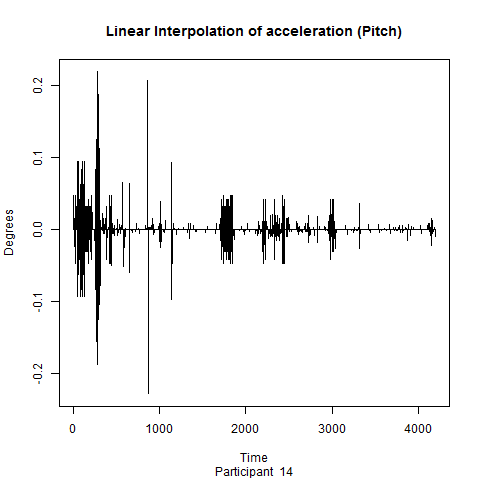 Linear Interpolation of acceleration (Pitch)
0.2
0.1
0.0
-0.1
-0.2
Degrees
0 1000 2000 3000 4000
Time
Participant 14